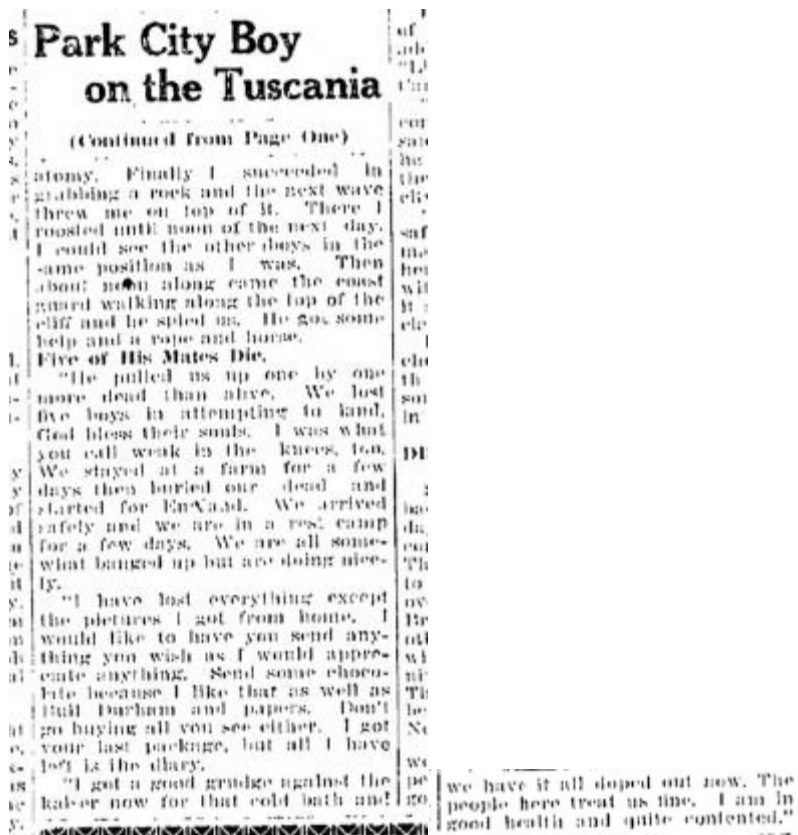 Park City Boy
on the Tuscania
(Continued from Page One)
atomy. Finally I succeeded in
grabbing a rock and the next wave
threw me on top of it. There I
roosted until noon of the next day.
I could see the other boys in the
same position as I was. Then
about noon along came the coast
guard walking along the top of the
cliff and he spied us. He got some
help and a rope and horse.
Five of His Mates Die.
"He pulled us up one by one
more dead than alive. We lost
five boys in attempting to land,
God bless their souls. I was what
you call weak in the knees, too.
We stayed at a farm for a few
days then buried our dead and
started for England. We arrived
safely and we are in a rest camp
for a few days. We are all some-
what banged up but are doing nice-
ly.
"I have lost everything except
the pictures I got from home. I
would like to have you send any-
thing you wish as I would appre-
ciate anything. Send some choco-
late because I like that as well as
Bull Durham and papers. Don't
go buying all you see either. I got
your last package, but all I have
left is the diary.
"I got a good grudge against the
kaiser now for that cold bath and
we have it all doped out now. The
people here treat us fine. I am in
good health and quite contented."